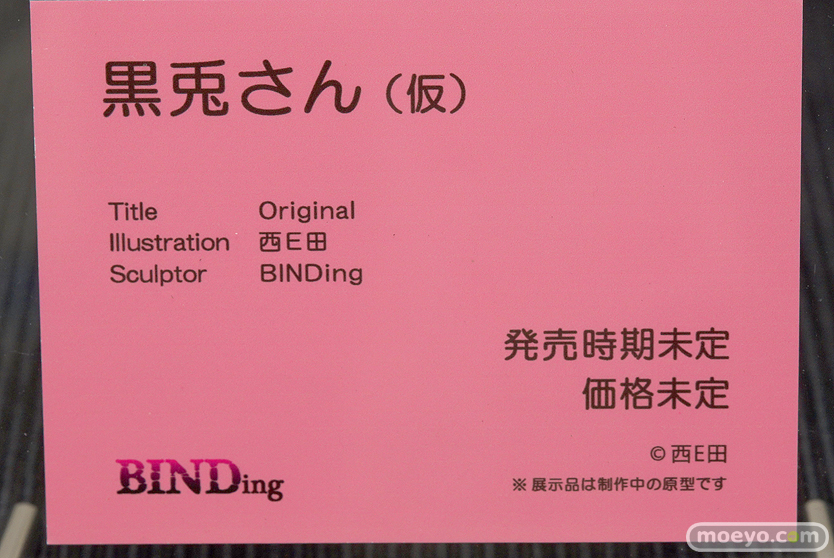 黒兎さん（仮）
Title Original
Illustration 西E田
Sculptor BINDing
発売時期未定
価格未定
©西E田
※展示品は制作中の原型です
BINDing
moeyo.com